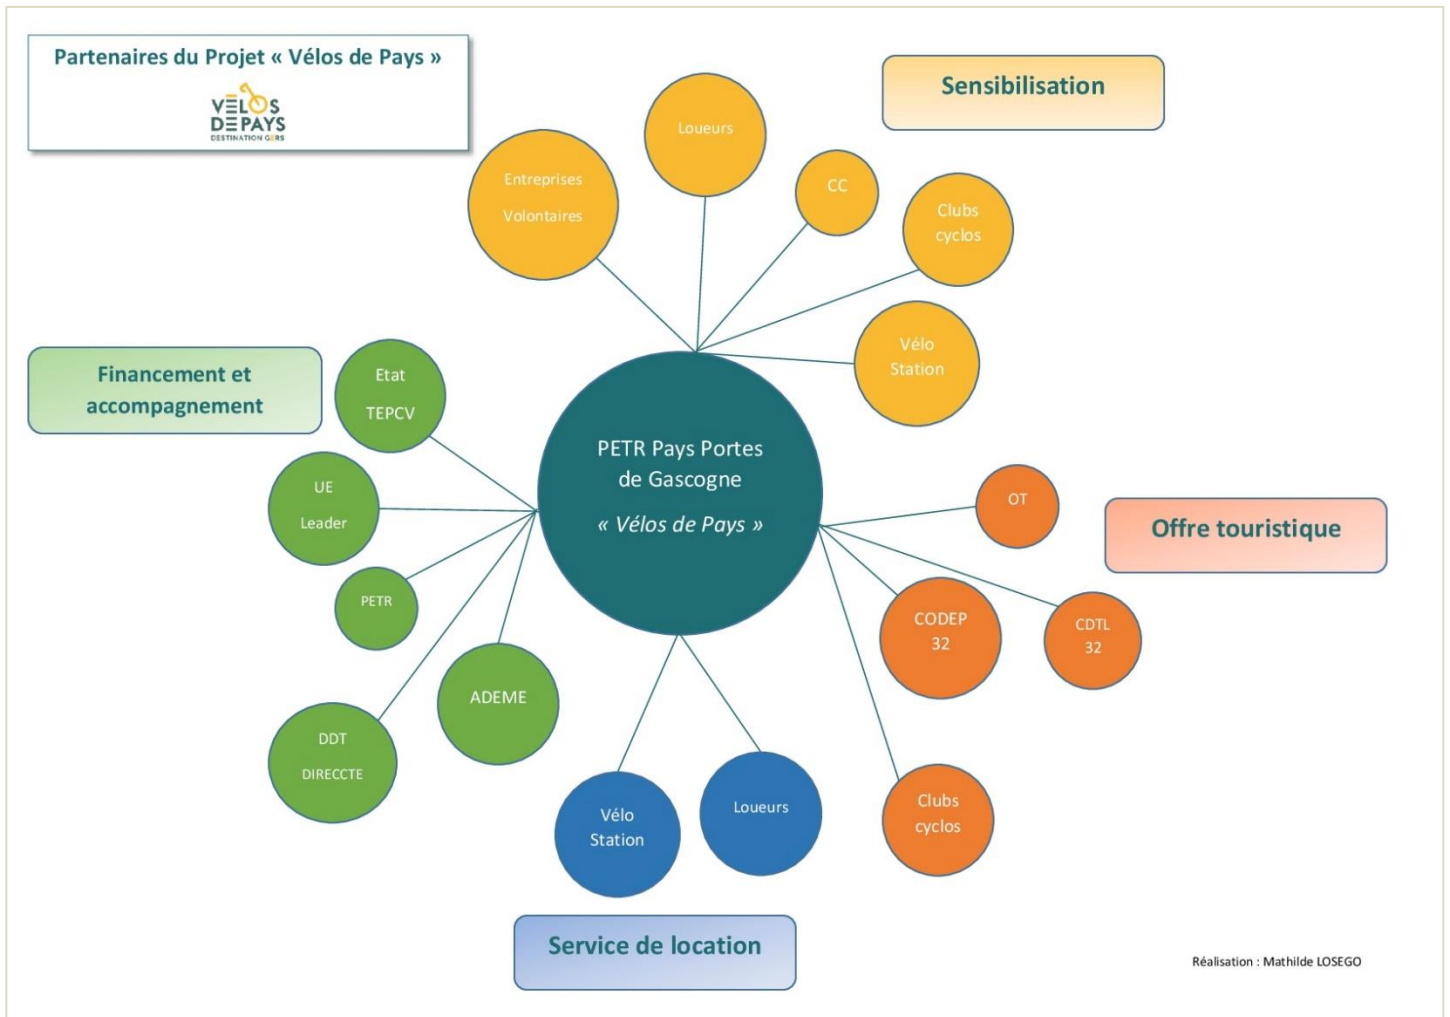 Partenaires du Projet « Vélos de Pays »
VÉLOS
DE PAYS
DESTINATION GERS
Sensibilisation
Loueurs
Entreprises
Volontaires
CC
Clubs
cyclos
Vélo
Station
Financement et
accompagnement
Etat
TEPCV
UE
Leader
PETR
DDT
DIRECCTE
ADEME
PETR Pays Portes
de Gascogne
« Vélos de Pays »
OT
Offre touristique
CODEP
32
CDTL
32
Clubs
cyclos
Vélo
Station
Loueurs
Service de location
Réalisation : Mathilde LOSEGO